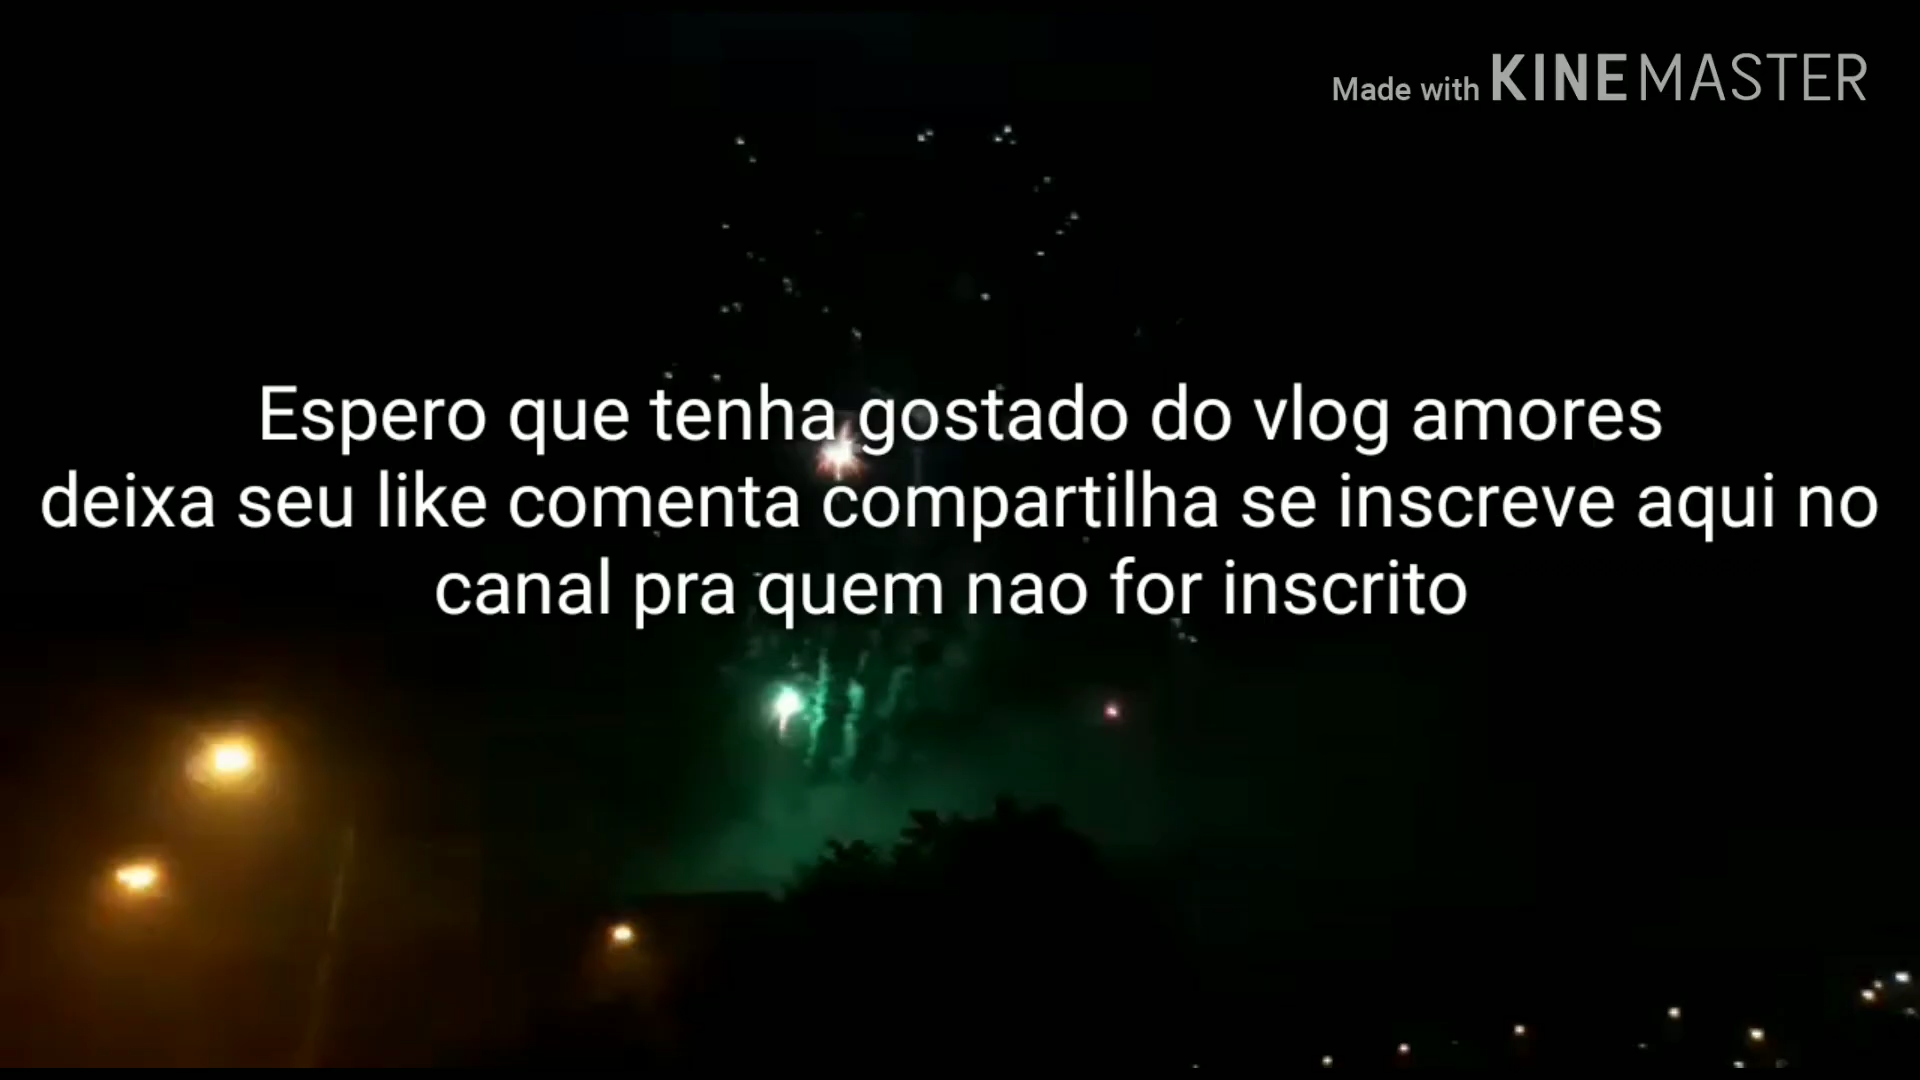 Made with KINEMASTER
Espero que tenha gostado do vlog amores
deixa seu like comenta compartilha se inscreve aqui no
canal pra quem nao for inscrito